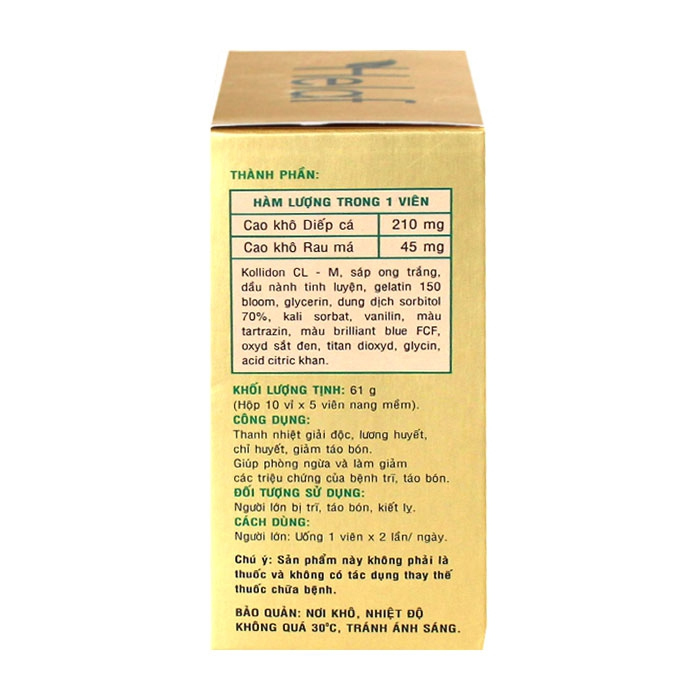 THÀNH PHẦN:
HÀM LƯỢNG TRONG 1 VIÊN
Cao khô Diếp cá 210 mg
Cao khô Rau má 45 mg
Kollidon CL - M, sáp ong trắng,
dầu nành tinh luyện, gelatin 150
bloom, glycerin, dung dịch sorbitol
70%, kali sorbat, vanilin, màu
tartrazin, màu brilliant blue FCF,
oxyd sắt đen, titan dioxyd, glycin,
acid citric khan.
KHỐI LƯỢNG TỊNH: 61 g
(Hộp 10 vỉ x 5 viên nang mềm).
CÔNG DỤNG:
Thanh nhiệt giải độc, lương huyết,
chỉ huyết, giảm táo bón.
Giúp phòng ngừa và làm giảm
các triệu chứng của bệnh trĩ, táo bón.
ĐỐI TƯỢNG SỬ DỤNG:
Người lớn bị trĩ, táo bón, kiết lỵ.
CÁCH DÙNG:
Người lớn: Uống 1 viên x 2 lần/ ngày.
Chú ý: Sản phẩm này không phải là
thuốc và không có tác dụng thay thế
thuốc chữa bệnh.
BẢO QUẢN: NƠI KHÔ, NHIỆT ĐỘ
KHÔNG QUÁ 30°C, TRÁNH ÁNH SÁNG.